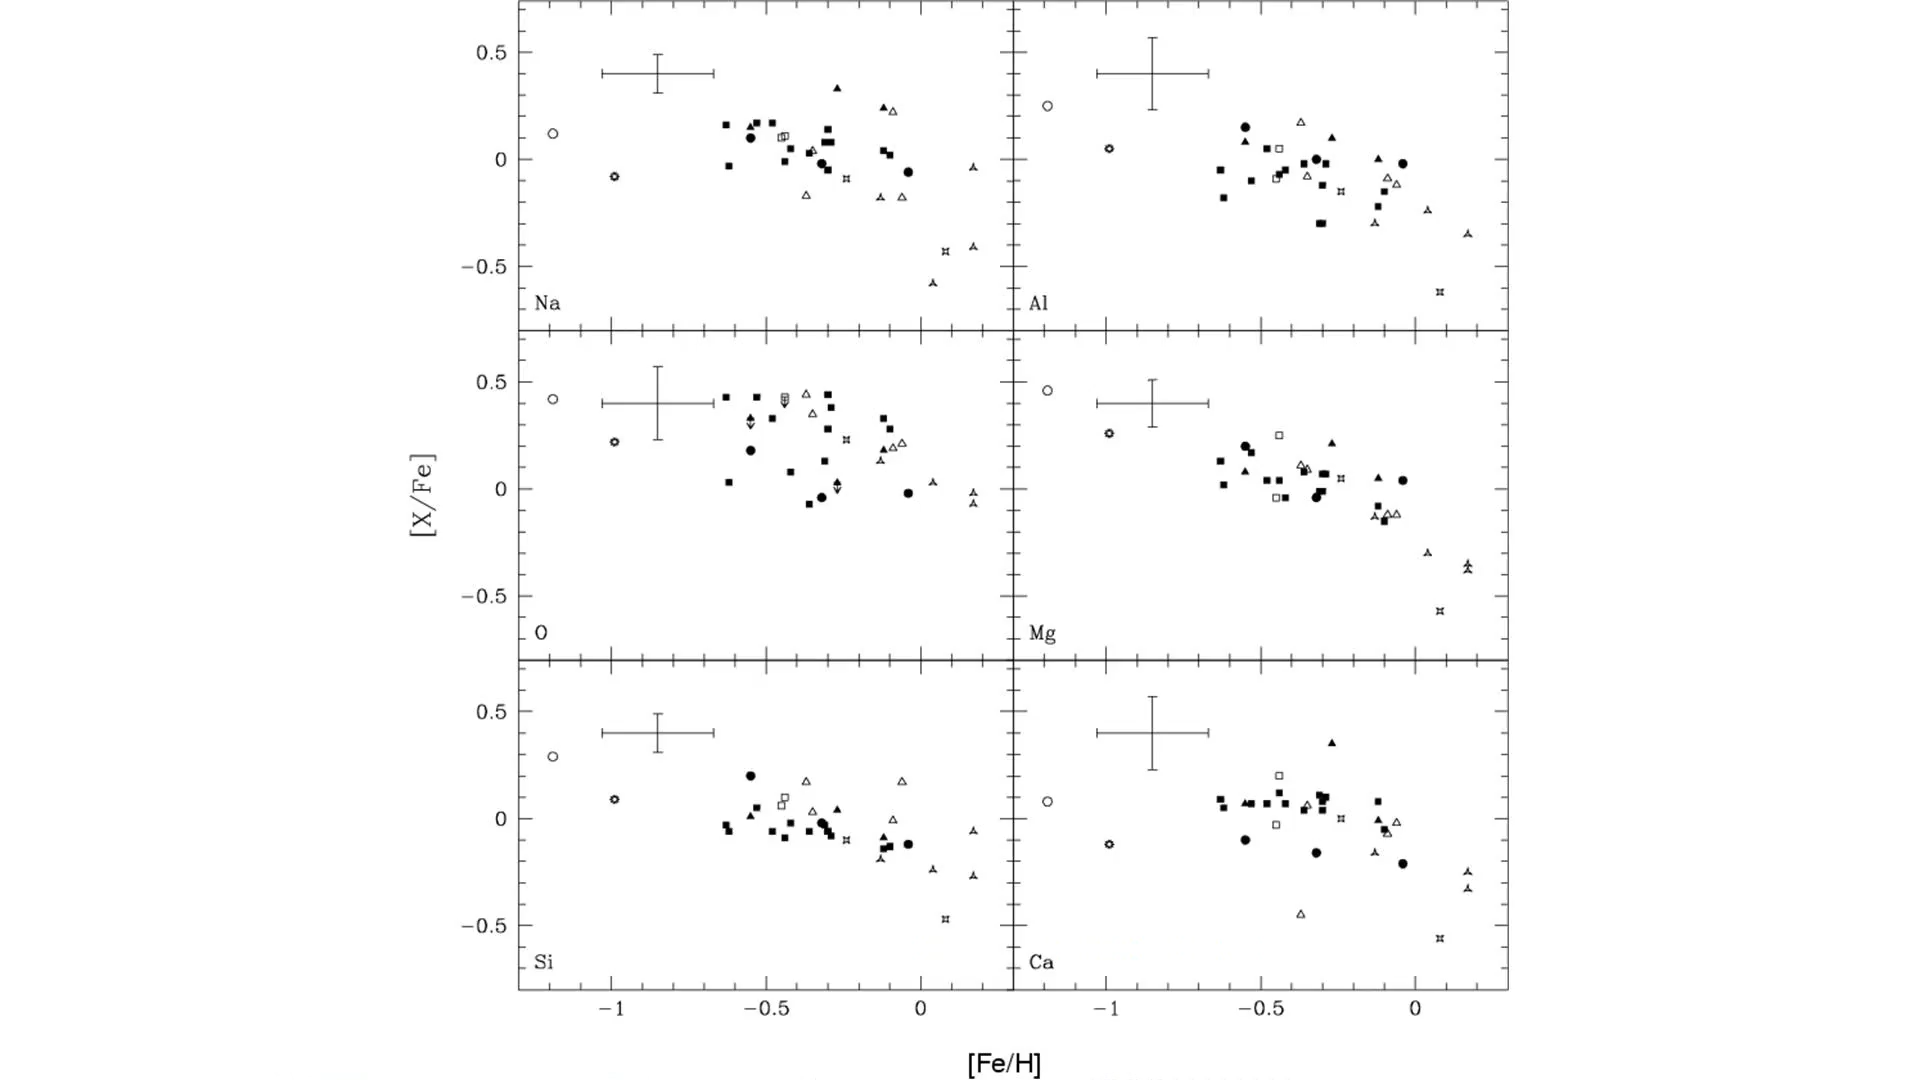 0.5
0
−0.5
Na
Al
0.5
0
−0.5
O
Mg
[X/Fe]
0.5
0
−0.5
Si
Ca
−1 −0.5 0 −1 −0.5 0
[Fe/H]